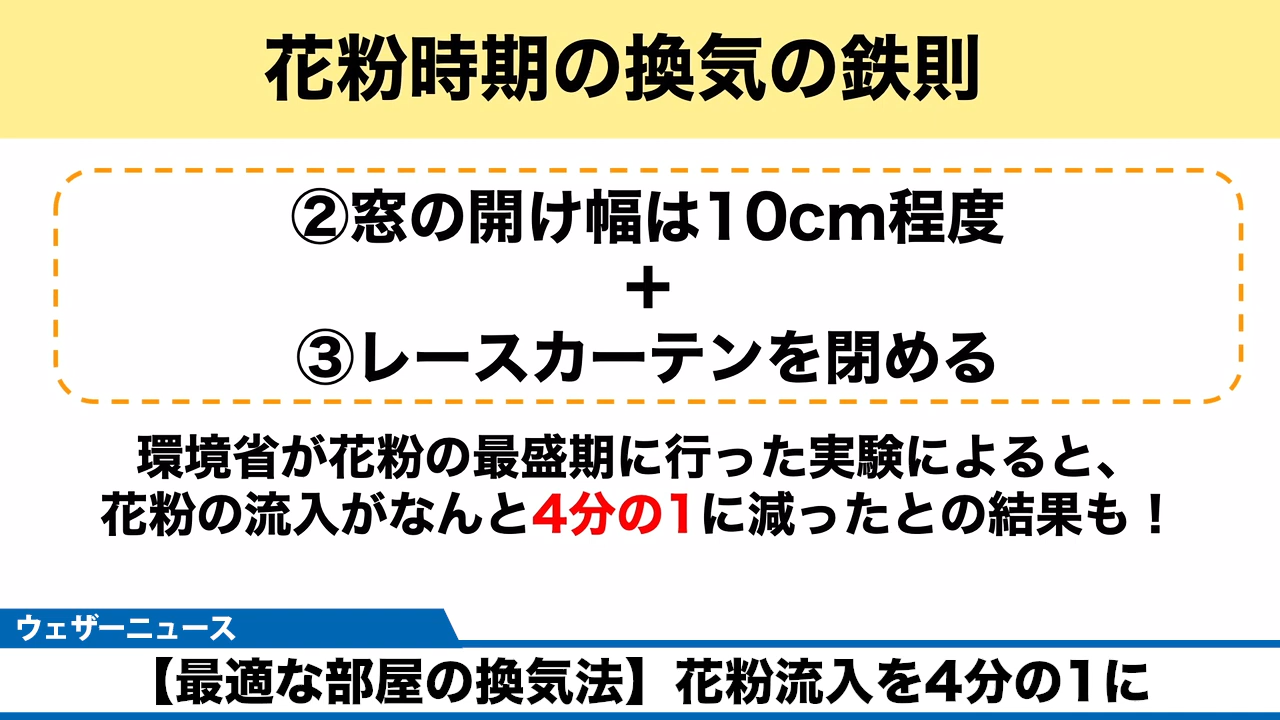 花粉時期の換気の鉄則
②窓の開け幅は10cm程度
＋
③レースカーテンを閉める
環境省が花粉の最盛期に行った実験によると、
花粉の流入がなんと4分の1に減ったとの結果も！
ウェザーニュース
【最適な部屋の換気法】花粉流入を4分の1に